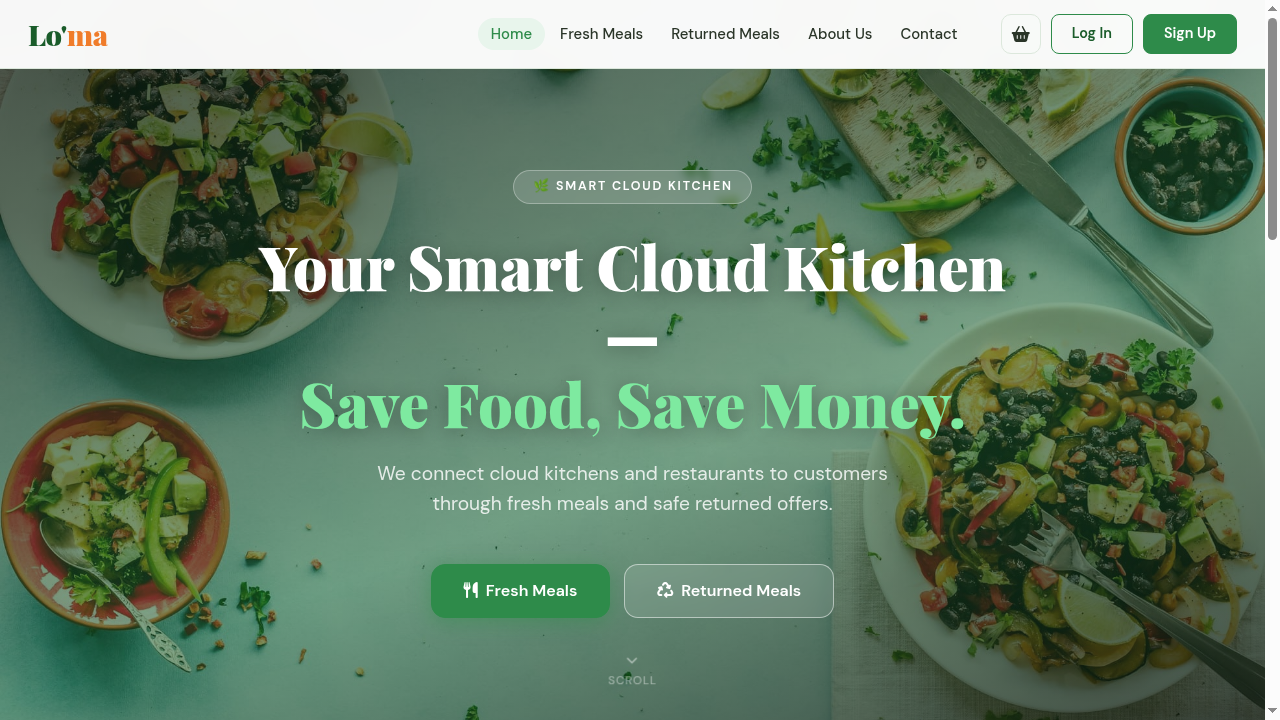 Lo'ma
Home Fresh Meals Returned Meals About Us Contact Log In Sign Up
🌿 SMART CLOUD KITCHEN
Your Smart Cloud Kitchen
—
Save Food, Save Money.
We connect cloud kitchens and restaurants to customers
through fresh meals and safe returned offers.
Fresh Meals Returned Meals
SCROLL